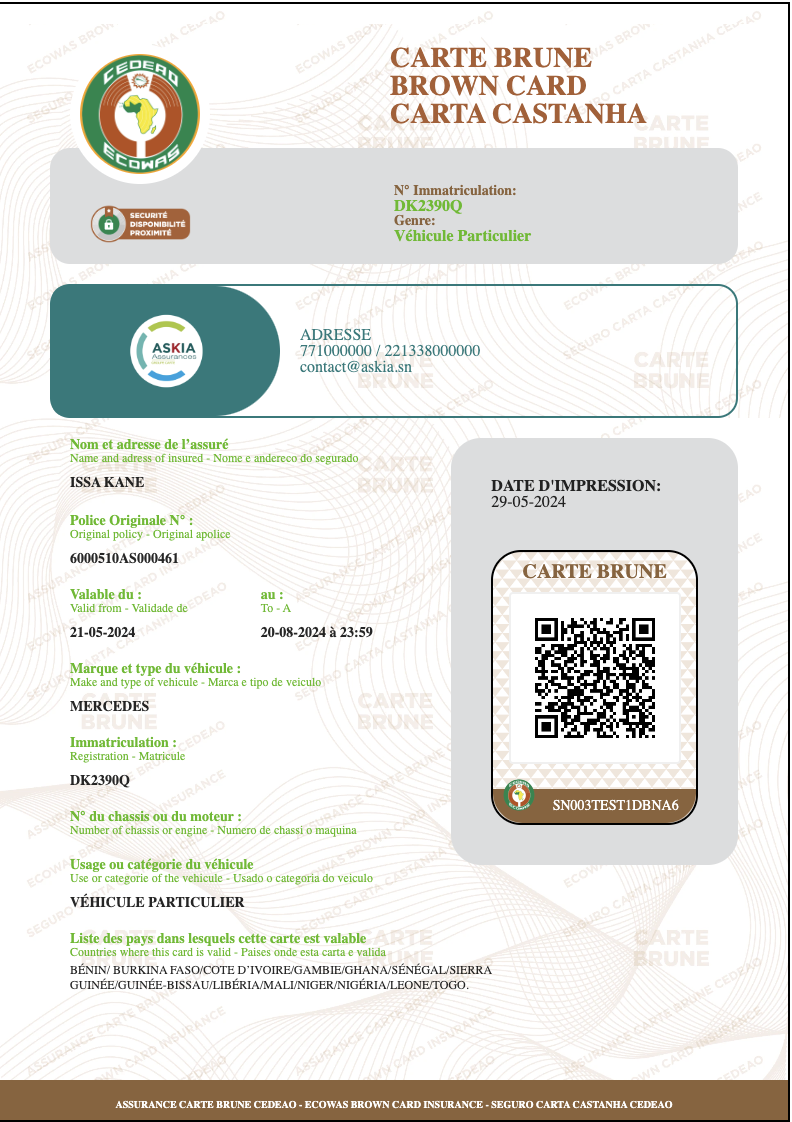 CEDEAO
ECOWAS
CARTE BRUNE
BROWN CARD
CARTA CASTANHA
SECURITÉ
DISPONIBILITÉ
PROXIMITÉ
N° Immatriculation:
DK2390Q
Genre:
Véhicule Particulier
ASKIA
Assurances
ADRESSE
771000000 / 221338000000
contact@askia.sn
Nom et adresse de l'assuré
Name and adress of insured - Nome e andereco do segurado
ISSA KANE
Police Originale N° :
Original policy - Original apolice
6000510AS000461
Valable du :
Valid from - Validade de
21-05-2024
au :
To - A
20-08-2024 à 23:59
Marque et type du véhicule :
Make and type of vehicule - Marca e tipo de veiculo
MERCEDES
Immatriculation :
Registration - Matricule
DK2390Q
N° du chassis ou du moteur :
Number of chassis or engine - Numero de chassi o maquina
Usage ou catégorie du véhicule
Use or categorie of the vehicule - Usado o categoria do veiculo
VÉHICULE PARTICULIER
Liste des pays dans lesquels cette carte est valable
Countries where this card is valid - Paises onde esta carta e valida
BÉNIN/ BURKINA FASO/COTE D'IVOIRE/GAMBIE/GHANA/SÉNÉGAL/SIERRA
GUINÉE/GUINÉE-BISSAU/LIBÉRIA/MALI/NIGER/NIGÉRIA/LEONE/TOGO.
DATE D'IMPRESSION:
29-05-2024
CARTE BRUNE
SN003TEST1DBNA6
ASSURANCE CARTE BRUNE CEDEAO - ECOWAS BROWN CARD INSURANCE - SEGURO CARTA CASTANHA CEDEAO